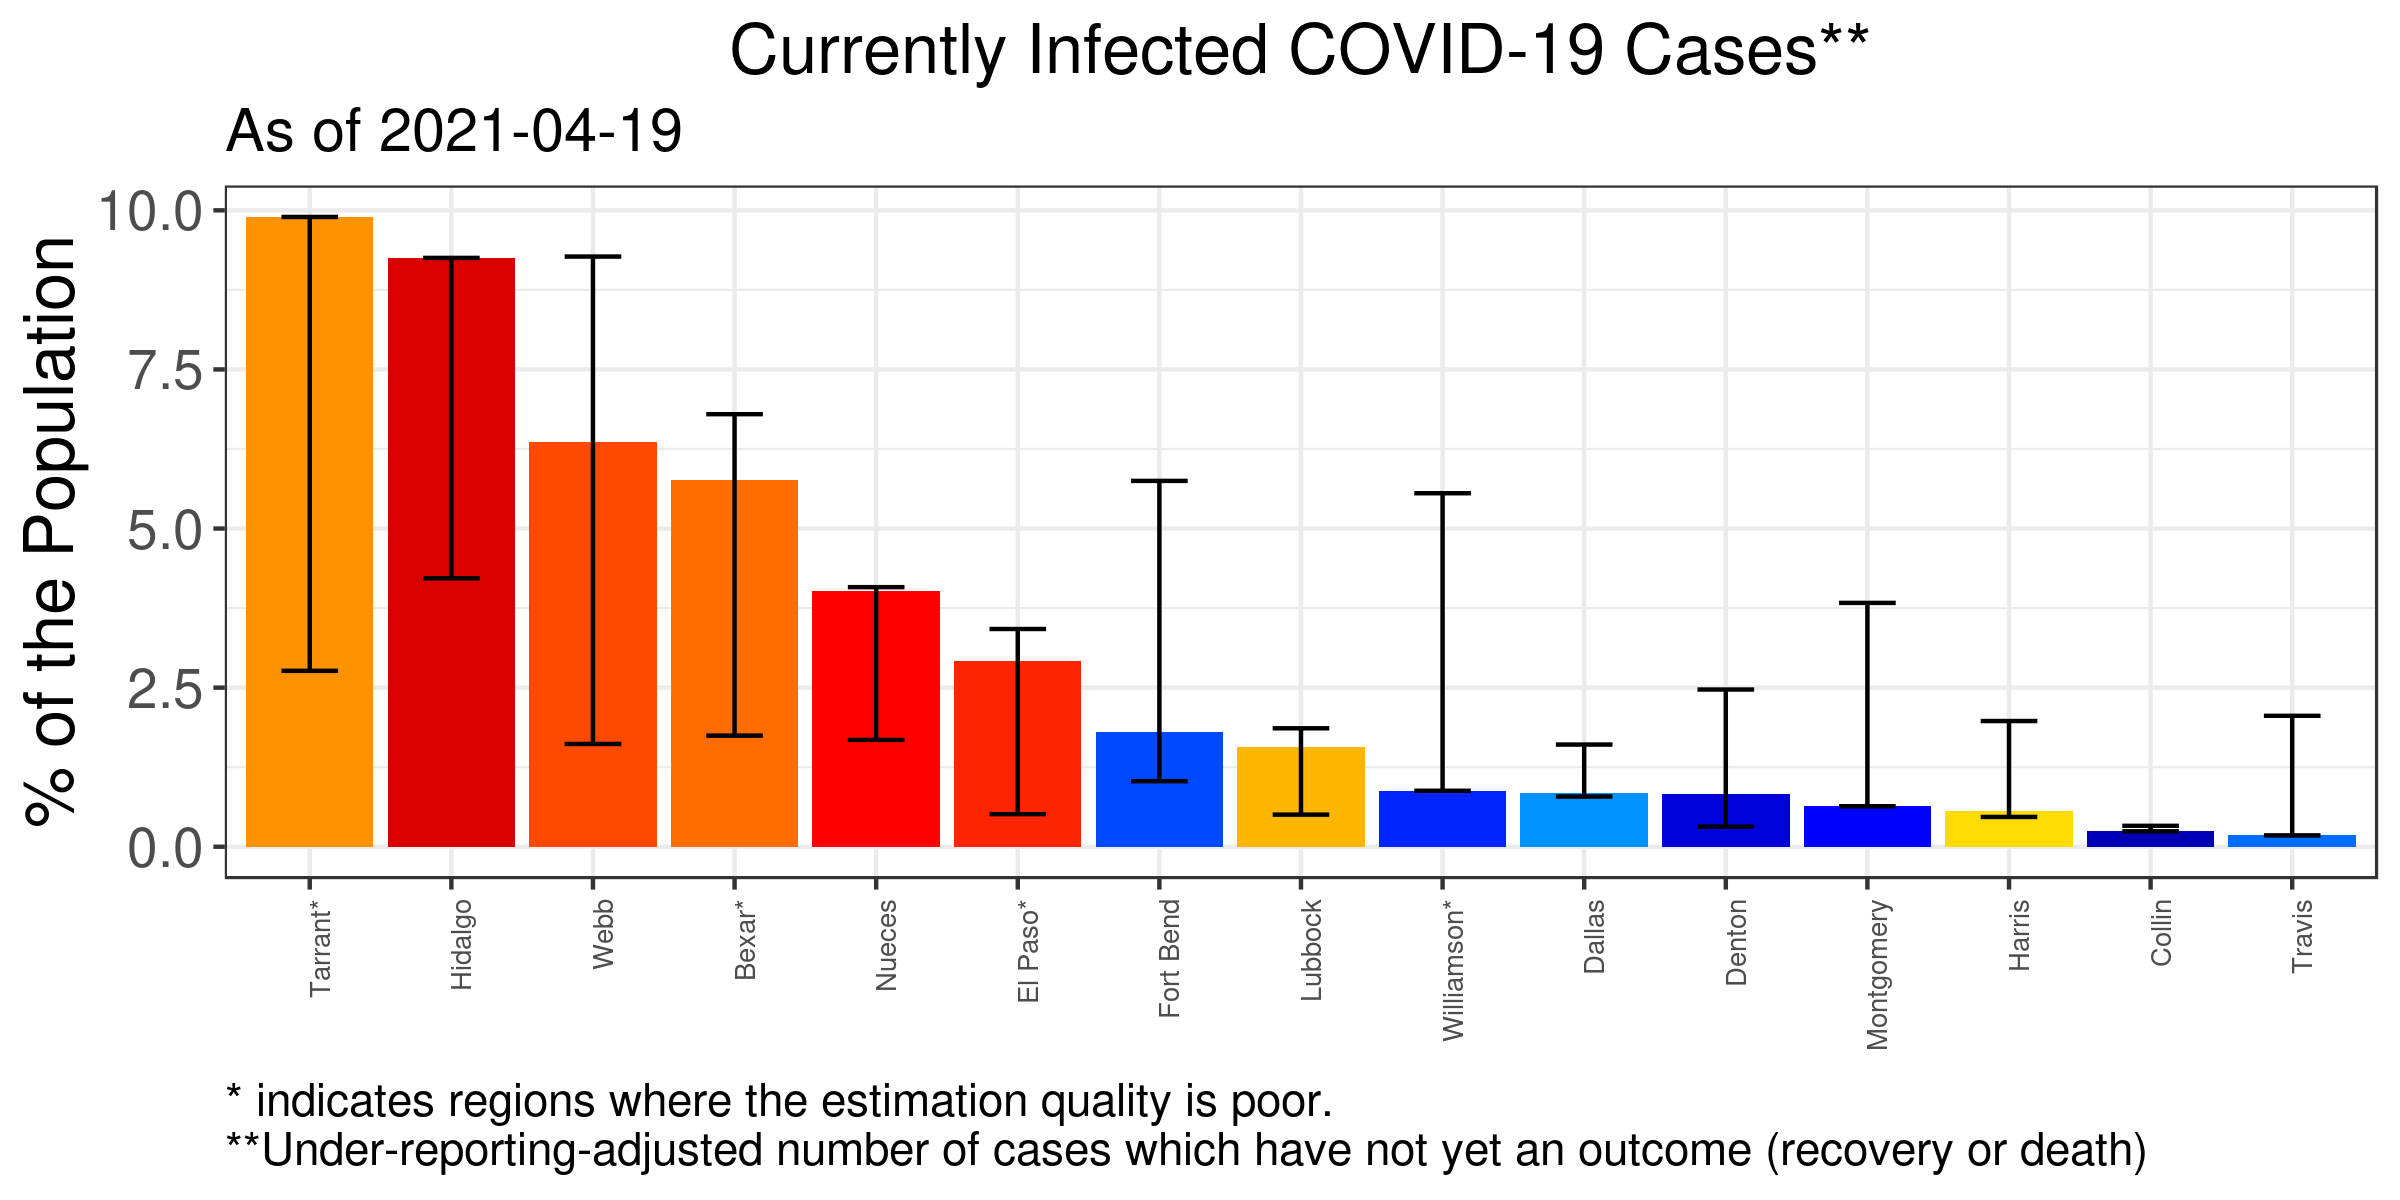 Currently Infected COVID-19 Cases**
As of 2021-04-19
% of the Population
10.0
7.5
5.0
2.5
0.0
Tarrant*
Hidalgo
Webb
Bexar*
Nueces
El Paso*
Fort Bend
Lubbock
Williamson*
Dallas
Denton
Montgomery
Harris
Collin
Travis
* indicates regions where the estimation quality is poor.
**Under-reporting-adjusted number of cases which have not yet an outcome (recovery or death)